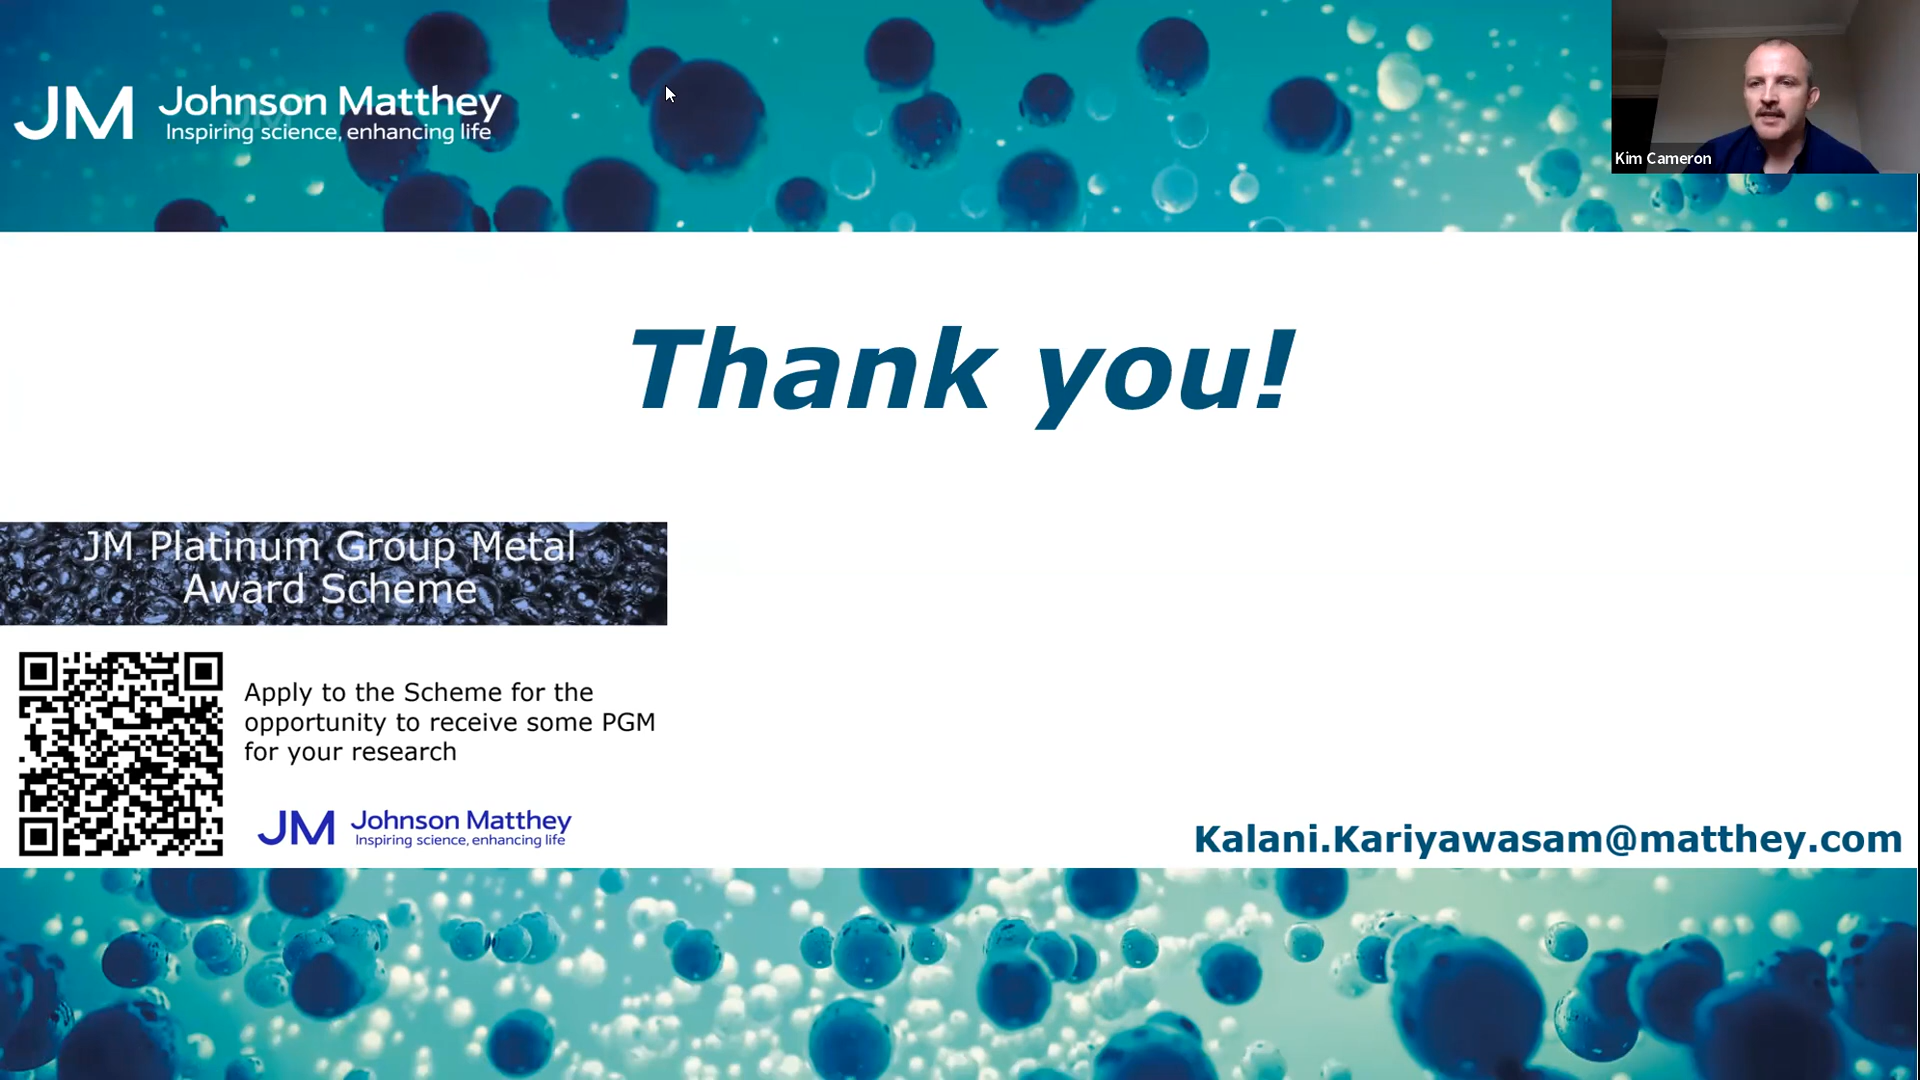 JM Johnson Matthey
Inspiring science, enhancing life
Kim Cameron
Thank you!
JM Platinum Group Metal
Award Scheme
Apply to the Scheme for the
opportunity to receive some PGM
for your research
JM Johnson Matthey
Inspiring science, enhancing life
Kalani.Kariyawasam@matthey.com